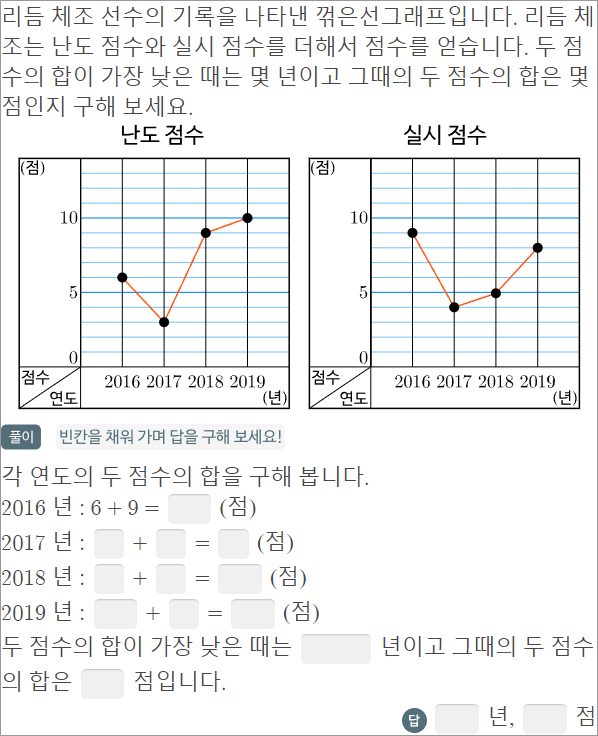 리듬 체조 선수의 기록을 나타낸 꺾은선그래프입니다. 리듬 체
조는 난도 점수와 실시 점수를 더해서 점수를 얻습니다. 두 점
수의 합이 가장 낮은 때는 몇 년이고 그때의 두 점수의 합은 몇
점인지 구해 보세요.
난도 점수
(점)
10
5
0
점수
연도
2016 2017 2018 2019
(년)
실시 점수
(점)
10
5
0
점수
연도
2016 2017 2018 2019
(년)
풀이 빈칸을 채워 가며 답을 구해 보세요!
각 연도의 두 점수의 합을 구해 봅니다.
2016 년 : 6 + 9 = (점)
2017 년 : + = (점)
2018 년 : + = (점)
2019 년 : + = (점)
두 점수의 합이 가장 낮은 때는 년이고 그때의 두 점수
의 합은 점입니다.
답 년, 점